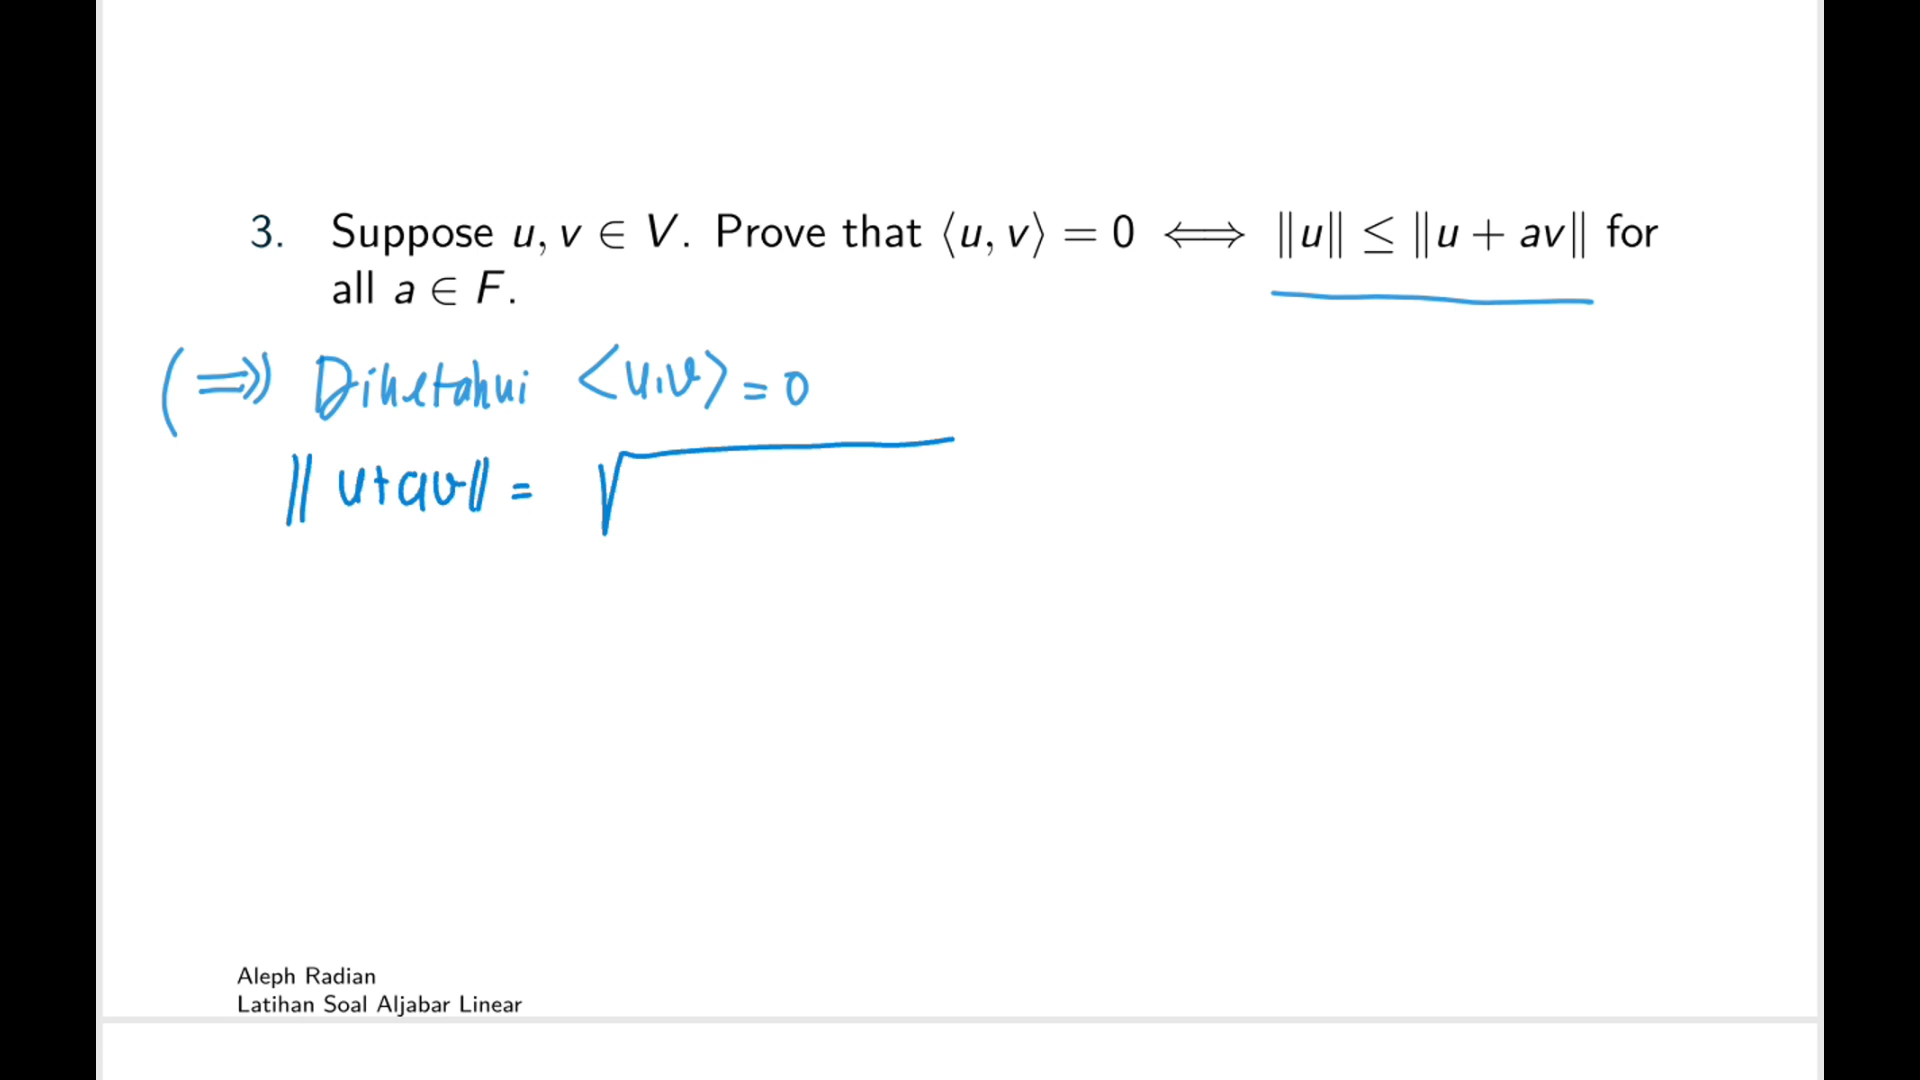 3. Suppose u, v ∈ V. Prove that ⟨u, v⟩ = 0 ⟺ ‖u‖ ≤ ‖u + av‖ for
all a ∈ F.
(⇒) Diketahui <u,v> = 0
‖u+av‖ = √
Aleph Radian
Latihan Soal Aljabar Linear